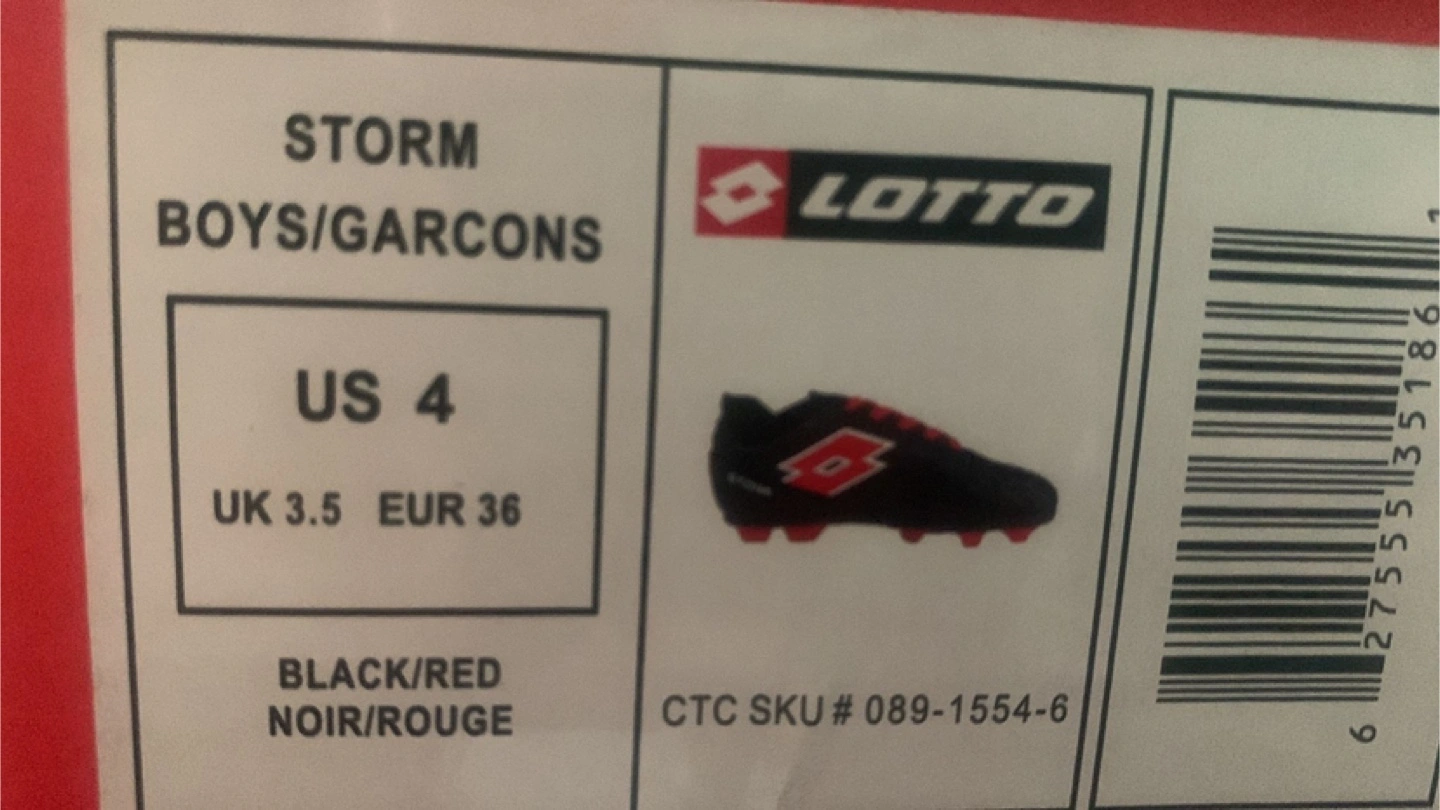 STORM
BOYS/GARCONS
US 4
UK 3.5 EUR 36
BLACK/RED
NOIR/ROUGE
LOTTO
STORM
CTC SKU# 089-1554-6
6 27555 35186 1